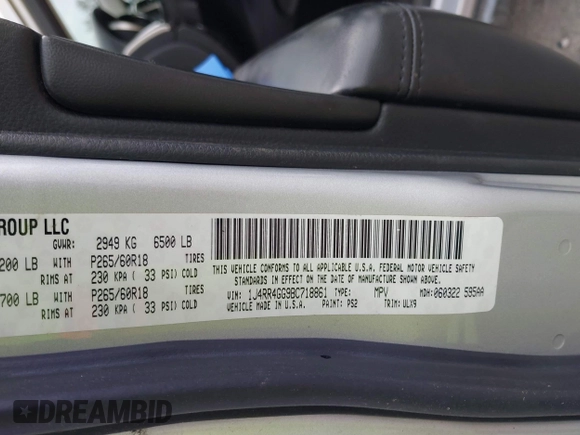 ROUP LLC
GVWR: 2949 KG 6500 LB
200 LB WITH P265/60R18 TIRES
RIMS AT 230 KPA ( 33 PSI) COLD
700 LB WITH P265/60R18 TIRES
RIMS AT 230 KPA ( 33 PSI) COLD
THIS VEHICLE CONFORMS TO ALL APPLICABLE U.S.A. FEDERAL MOTOR VEHICLE SAFETY
STANDARDS IN EFFECT ON THE DATE OF MANUFACTURE SHOWN ABOVE
VIN: 1J4RR4GG9BC718861 TYPE: MPV MDH: 060322 595AA
VEHICLE MADE IN U.S.A. PAINT: PS2 TRIM: ULX9
DREAMBID